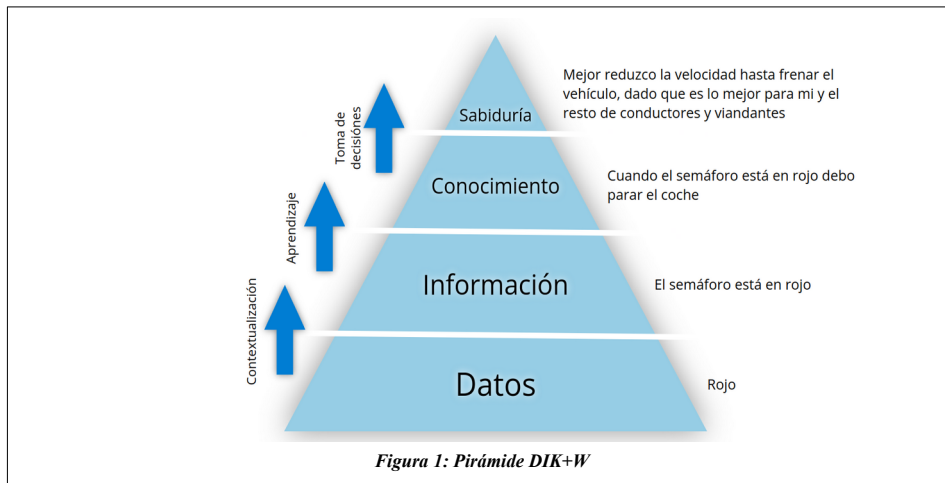 Mejor reduzco la velocidad hasta frenar el
vehículo, dado que es lo mejor para mi y el
resto de conductores y viandantes
Sabiduría
Toma de
decisiónes
Conocimiento
Cuando el semáforo está en rojo debo
parar el coche
Aprendizaje
Información
El semáforo está en rojo
Contextualización
Datos
Rojo
Figura 1: Pirámide DIK+W